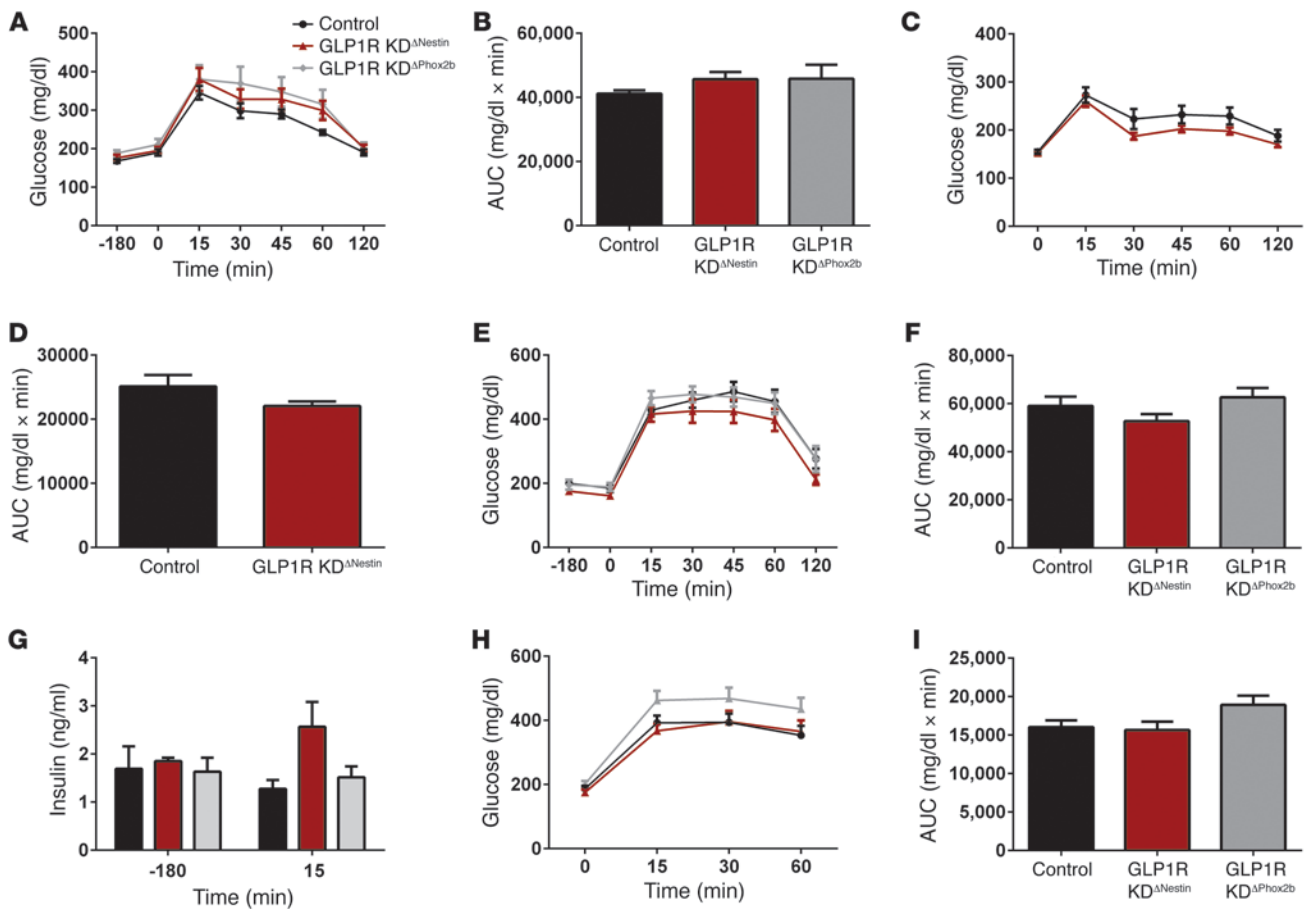 A
Glucose (mg/dl)
500
400
300
200
100
0
-180 0 15 30 45 60 120
Time (min)
Control
GLP1R KDΔNestin
GLP1R KDΔPhox2b
B
AUC (mg/dl × min)
60,000
40,000
20,000
0
Control GLP1R GLP1R
KDΔNestin KDΔPhox2b
C
Glucose (mg/dl)
400
300
200
100
0
0 15 30 45 60 120
Time (min)
D
AUC (mg/dl × min)
30000
20000
10000
0
Control GLP1R KDΔNestin
E
Glucose (mg/dl)
600
400
200
0
-180 0 15 30 45 60 120
Time (min)
F
AUC (mg/dl × min)
80,000
60,000
40,000
20,000
0
Control GLP1R GLP1R
KDΔNestin KDΔPhox2b
G
Insulin (ng/ml)
4
3
2
1
0
-180 15
Time (min)
H
Glucose (mg/dl)
600
400
200
0
0 15 30 60
Time (min)
I
AUC (mg/dl × min)
25,000
20,000
15,000
10,000
5,000
0
Control GLP1R GLP1R
KDΔNestin KDΔPhox2b